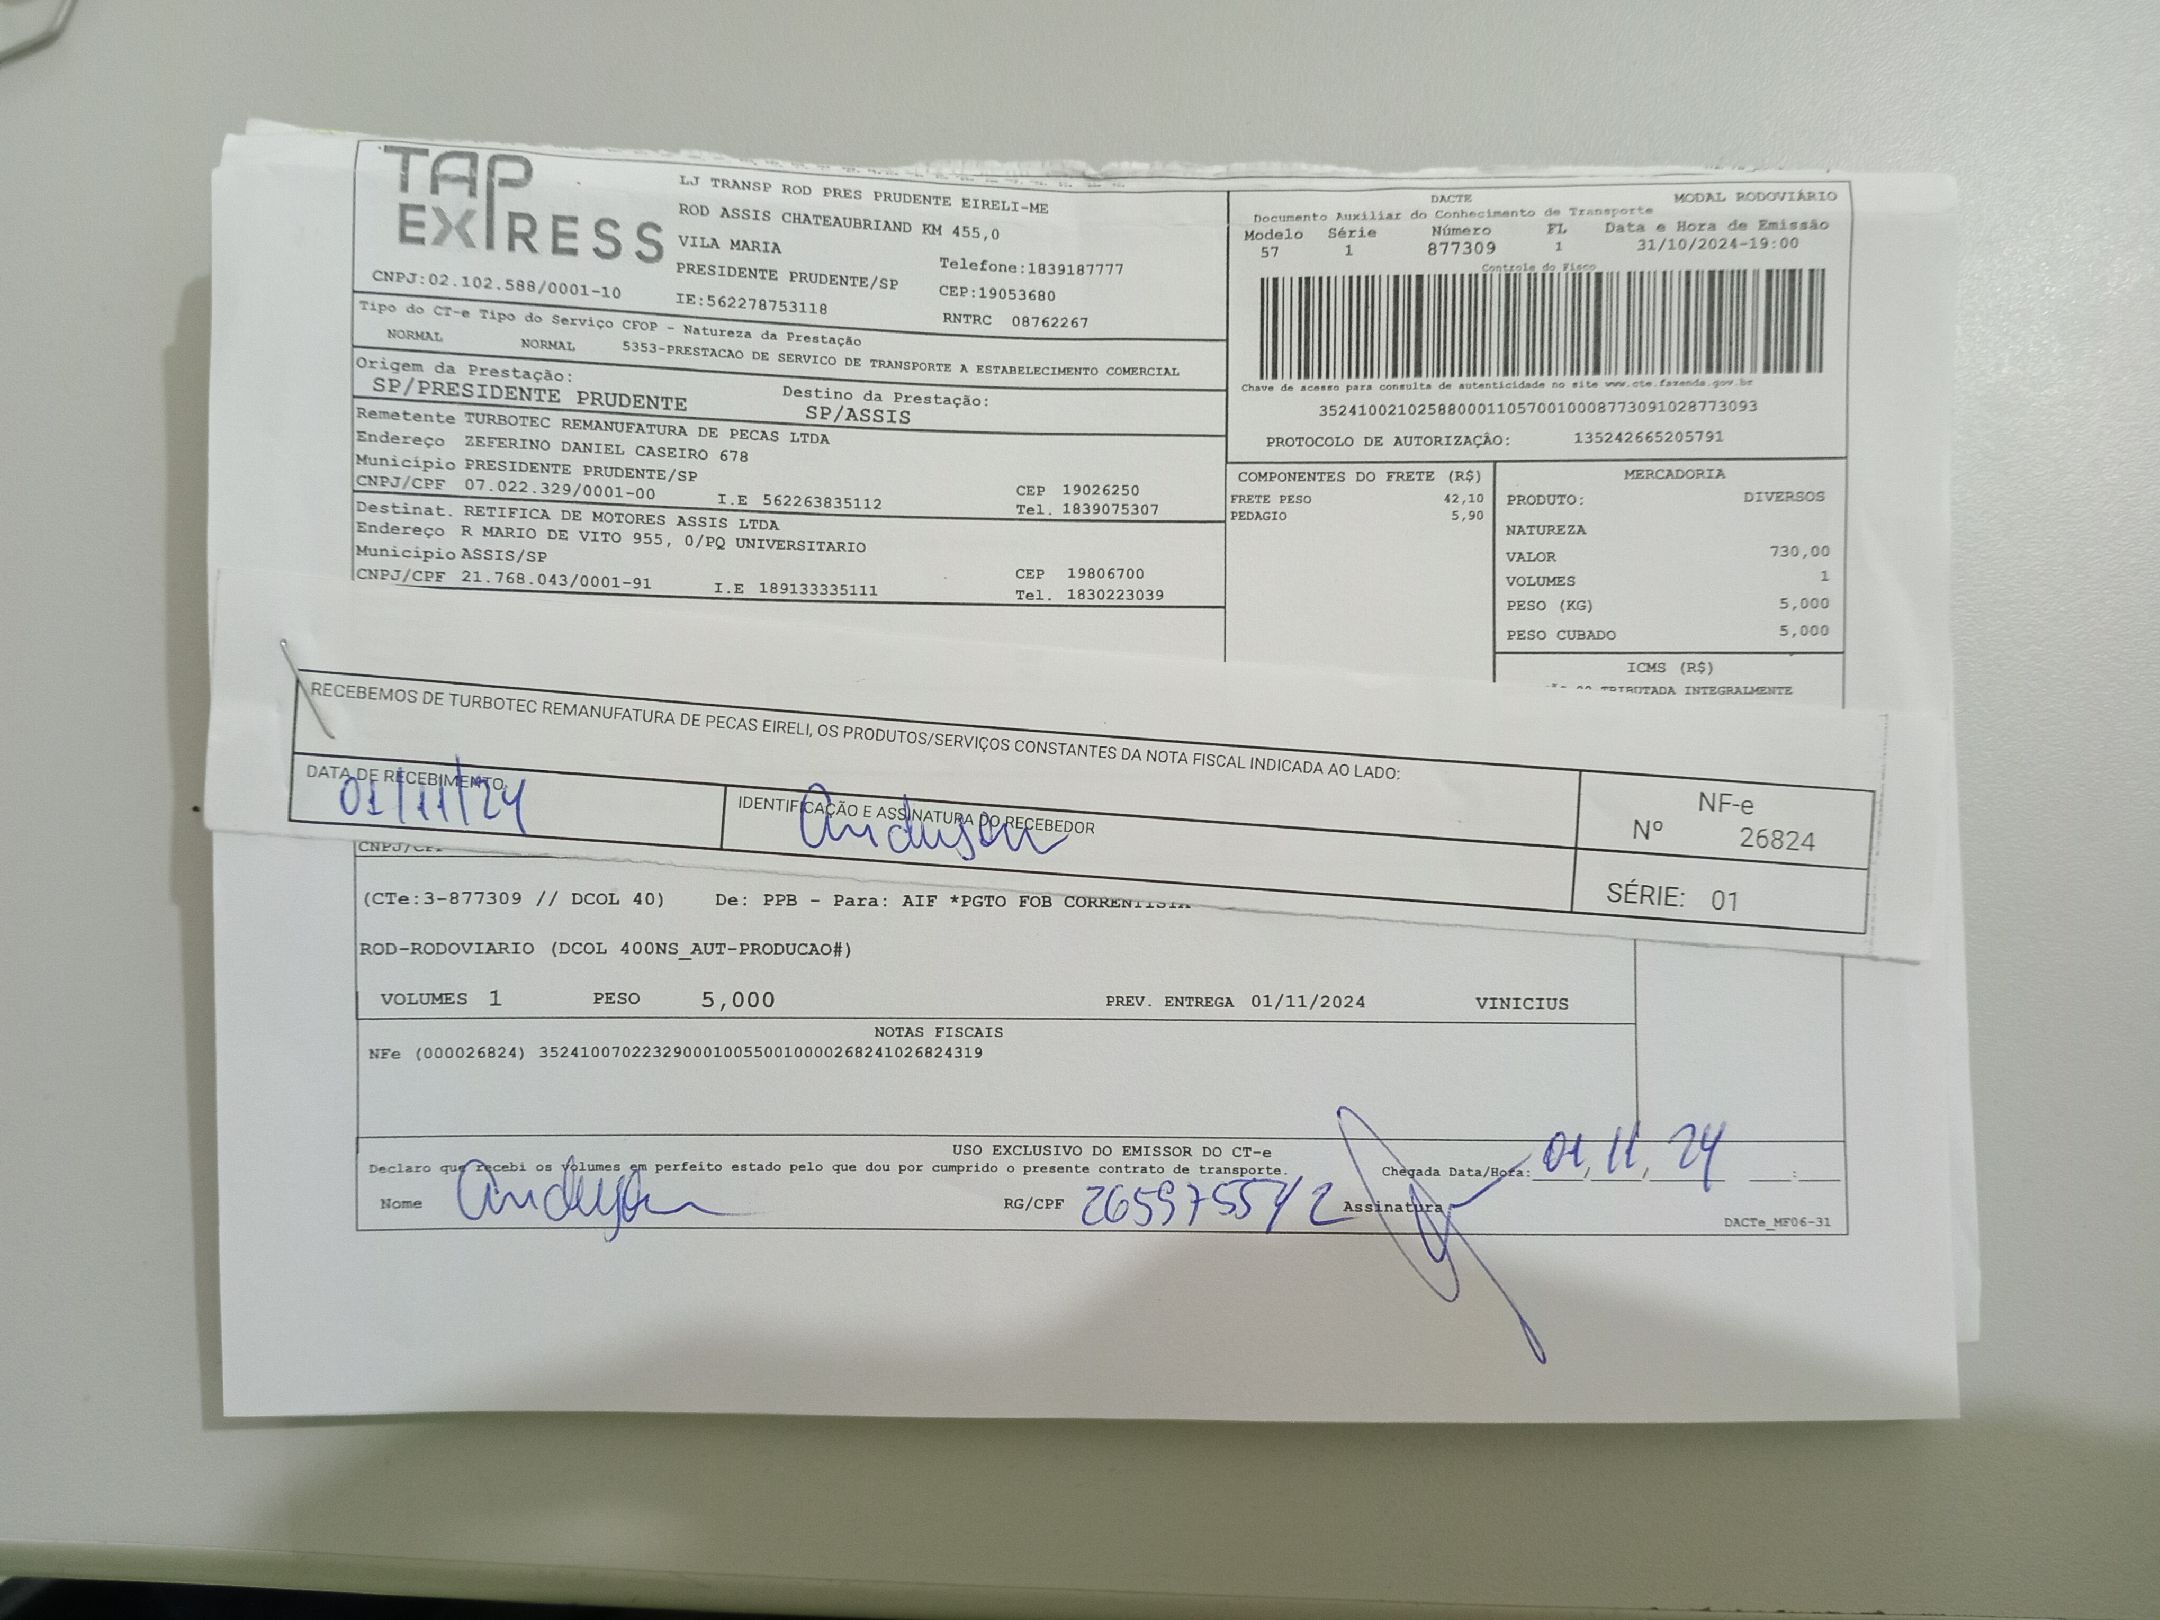 TAP EXPRESS
LJ TRANSP ROD PRES PRUDENTE EIRELI-ME
ROD ASSIS CHATEAUBRIAND KM 455,0
VILA MARIA
Telefone:1839187777
PRESIDENTE PRUDENTE/SP
CEP:19053680
CNPJ:02.102.588/0001-10
IE:562278753118
RNTRC 08762267
DACTE MODAL RODOVIÁRIO
Documento Auxiliar do Conhecimento de Transporte
Modelo Série Número FL Data e Hora de Emissão
57 1 877309 1 31/10/2024-19:00
Controle do Fisco
Chave de acesso para consulta de autenticidade no site www.cte.fazenda.gov.br
35241002102588000110570010008773091028773093
PROTOCOLO DE AUTORIZAÇÃO: 135242665205791
Tipo do CT-e Tipo do Serviço CFOP - Natureza da Prestação
NORMAL NORMAL 5353-PRESTACAO DE SERVICO DE TRANSPORTE A ESTABELECIMENTO COMERCIAL
Origem da Prestação: Destino da Prestação:
SP/PRESIDENTE PRUDENTE SP/ASSIS
Remetente TURBOTEC REMANUFATURA DE PECAS LTDA
Endereço ZEFERINO DANIEL CASEIRO 678
Município PRESIDENTE PRUDENTE/SP CEP 19026250
CNPJ/CPF 07.022.329/0001-00 I.E 562263835112 Tel. 1839075307
Destinat. RETIFICA DE MOTORES ASSIS LTDA
Endereço R MARIO DE VITO 955, 0/PQ UNIVERSITARIO
Municipio ASSIS/SP CEP 19806700
CNPJ/CPF 21.768.043/0001-91 I.E 189133335111 Tel. 1830223039
COMPONENTES DO FRETE (R$)
FRETE PESO 42,10
PEDAGIO 5,90
MERCADORIA
PRODUTO: DIVERSOS
NATUREZA
VALOR 730,00
VOLUMES 1
PESO (KG) 5,000
PESO CUBADO 5,000
ICMS (R$)
TRIBUTADA INTEGRALMENTE
RECEBEMOS DE TURBOTEC REMANUFATURA DE PECAS EIRELI, OS PRODUTOS/SERVIÇOS CONSTANTES DA NOTA FISCAL INDICADA AO LADO:
DATA DE RECEBIMENTO
01/11/24
IDENTIFICAÇÃO E ASSINATURA DO RECEBEDOR
Anderson
NF-e
Nº 26824
SÉRIE: 01
CNPJ/CPF
(CTe:3-877309 // DCOL 40) De: PPB - Para: AIF *PGTO FOB CORRENTISTA
ROD-RODOVIARIO (DCOL 400NS_AUT-PRODUCAO#)
VOLUMES 1 PESO 5,000 PREV. ENTREGA 01/11/2024 VINICIUS
NOTAS FISCAIS
NFe (000026824) 35241007022329000100550010000268241026824319
USO EXCLUSIVO DO EMISSOR DO CT-e
Declaro que recebi os volumes em perfeito estado pelo que dou por cumprido o presente contrato de transporte. Chegada Data/Hora: 01/11/24 :
Nome Anderson RG/CPF 265975542 Assinatura
DACTe_MF06-31